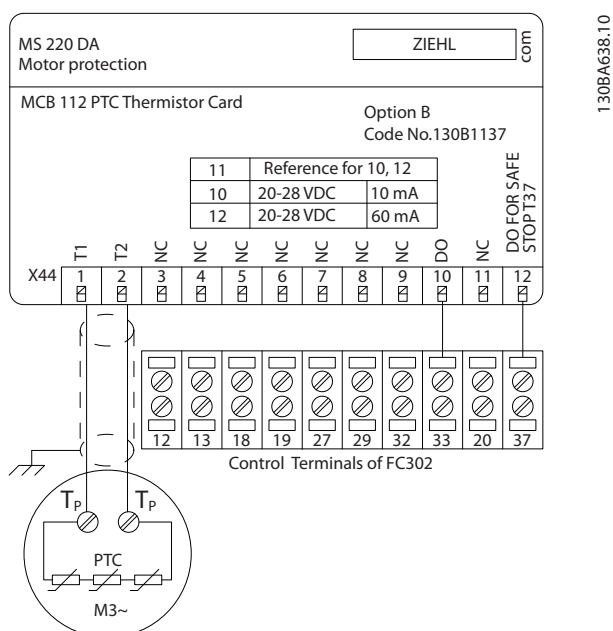 130BA638.10
MS 220 DA
Motor protection
ZIEHL
com
MCB 112 PTC Thermistor Card
Option B
Code No.130B1137
11 Reference for 10, 12
10 20-28 VDC 10 mA
12 20-28 VDC 60 mA
T1 T2 NC NC NC NC NC NC NC DO NC DO FOR SAFE STOPT37
X44 1 2 3 4 5 6 7 8 9 10 11 12
12 13 18 19 27 29 32 33 20 37
Control Terminals of FC302
TP TP
PTC
M3~